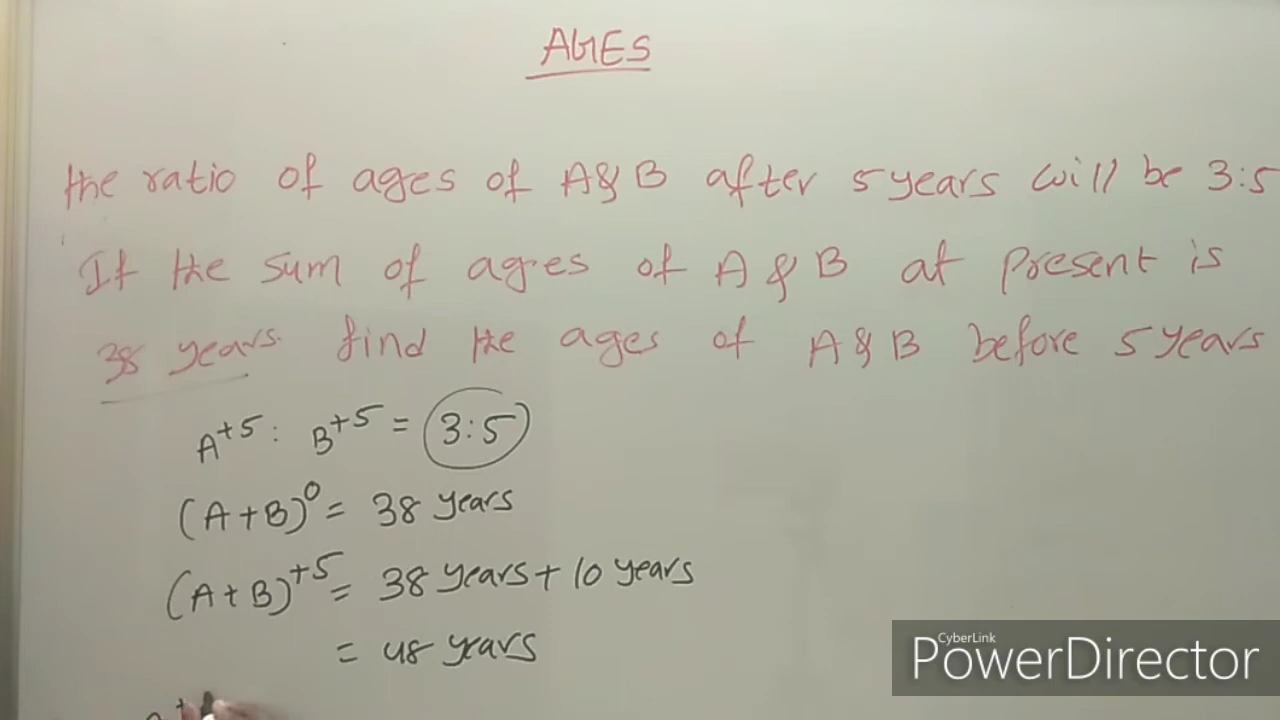 AGES
the ratio of ages of A & B after 5 years will be 3:5
If the sum of ages of A & B at present is
38 years. find the ages of A & B before 5 years
A+5 : B+5 = 3:5
(A+B)0 = 38 years
(A+B)+5 = 38 years + 10 years
= 48 years
CyberLink
PowerDirector